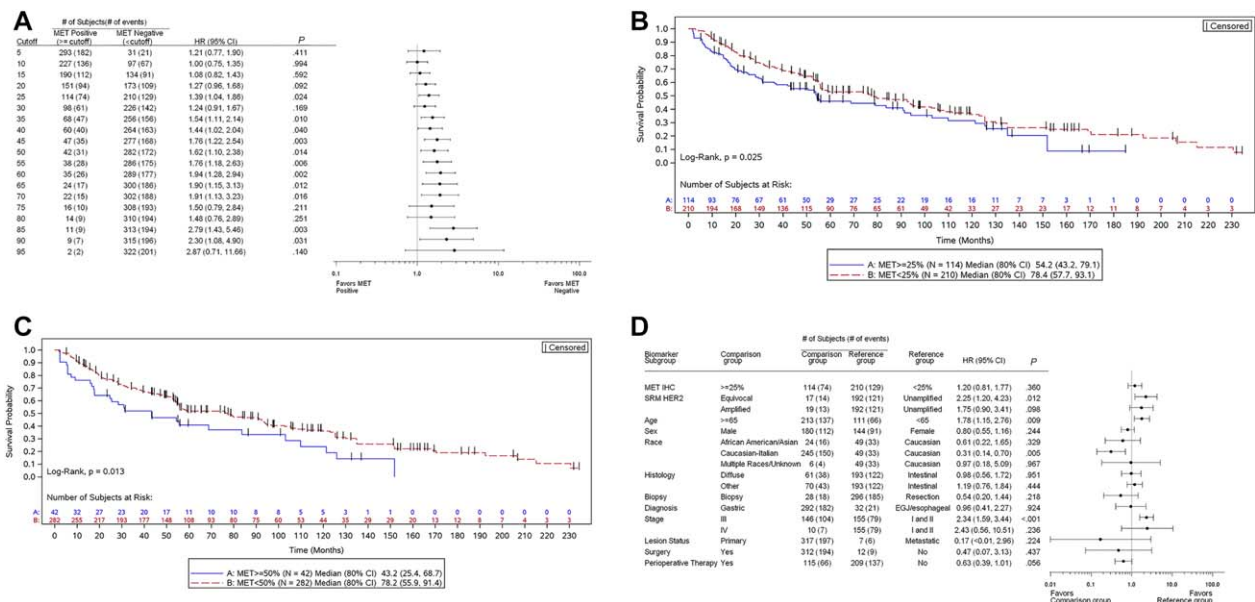 A
# of Subjects(# of events)
MET Positive MET Negative
Cutoff (>= cutoff) (<cutoff) HR (95% CI) P
5 293 (182) 31 (21) 1.21 (0.77, 1.90) .411
10 227 (136) 97 (67) 1.00 (0.75, 1.35) .994
15 190 (112) 134 (91) 1.08 (0.82, 1.43) .592
20 151 (94) 173 (109) 1.27 (0.96, 1.68) .092
25 114 (74) 210 (129) 1.39 (1.04, 1.86) .024
30 98 (61) 226 (142) 1.24 (0.91, 1.67) .169
35 68 (47) 256 (156) 1.54 (1.11, 2.14) .010
40 60 (40) 264 (163) 1.44 (1.02, 2.04) .040
45 47 (35) 277 (168) 1.76 (1.22, 2.54) .003
50 42 (31) 282 (172) 1.62 (1.10, 2.38) .014
55 38 (28) 286 (175) 1.76 (1.18, 2.63) .006
60 35 (26) 289 (177) 1.94 (1.28, 2.94) .002
65 24 (17) 300 (186) 1.90 (1.15, 3.13) .012
70 22 (15) 302 (188) 1.91 (1.13, 3.23) .016
75 16 (10) 308 (193) 1.50 (0.79, 2.84) .211
80 14 (9) 310 (194) 1.48 (0.76, 2.89) .251
85 11 (9) 313 (194) 2.79 (1.43, 5.46) .003
90 9 (7) 315 (196) 2.30 (1.08, 4.90) .031
95 2 (2) 322 (201) 2.87 (0.71, 11.66) .140
0.1 1.0 10.0 100.0
Favors MET Favors MET
Positive Negative
B
| Censored
Survival Probability
1.0
0.9
0.8
0.7
0.6
0.5
0.4
0.3
0.2
0.1
0.0
Log-Rank, p = 0.025
Number of Subjects at Risk:
A: 114 93 76 67 61 50 29 27 25 22 19 16 16 11 7 7 3 1 1 0 0 0 0 0
B: 210 194 168 149 136 115 90 76 65 61 49 42 33 27 23 23 17 12 11 8 7 4 3 3
0 10 20 30 40 50 60 70 80 90 100 110 120 130 140 150 160 170 180 190 200 210 220 230
Time (Months)
A: MET>=25% (N = 114) Median (80% CI) 54.2 (43.2, 79.1)
B: MET<25% (N = 210) Median (80% CI) 78.4 (57.7, 93.1)
C
| Censored
Survival Probability
1.0
0.9
0.8
0.7
0.6
0.5
0.4
0.3
0.2
0.1
0.0
Log-Rank, p = 0.013
Number of Subjects at Risk:
A: 42 32 27 23 20 17 11 10 10 8 8 5 5 3 1 1 0 0 0 0 0 0 0 0
B: 282 255 217 193 177 148 108 93 80 75 60 53 44 35 29 29 20 13 12 8 7 4 3 3
0 10 20 30 40 50 60 70 80 90 100 110 120 130 140 150 160 170 180 190 200 210 220 230
Time (Months)
A: MET>=50% (N = 42) Median (80% CI) 43.2 (25.4, 68.7)
B: MET<50% (N = 282) Median (80% CI) 78.2 (55.9, 91.4)
D
# of Subjects (# of events)
Biomarker Comparison Comparison Reference Reference HR (95% CI) P
Subgroup group group group group
MET IHC >=25% 114 (74) 210 (129) <25% 1.20 (0.81, 1.77) .360
SRM HER2 Equivocal 17 (14) 192 (121) Unamplified 2.25 (1.20, 4.23) .012
Amplified 19 (13) 192 (121) Unamplified 1.75 (0.90, 3.41) .098
Age >=65 213 (137) 111 (66) <65 1.78 (1.15, 2.76) .009
Sex Male 180 (112) 144 (91) Female 0.80 (0.55, 1.16) .244
Race African American/Asian 24 (16) 49 (33) Caucasian 0.61 (0.22, 1.65) .329
Caucasian-Italian 245 (150) 49 (33) Caucasian 0.31 (0.14, 0.70) .005
Multiple Races/Unknown 6 (4) 49 (33) Caucasian 0.97 (0.18, 5.09) .967
Histology Diffuse 61 (38) 193 (122) Intestinal 0.98 (0.56, 1.72) .951
Other 70 (43) 193 (122) Intestinal 1.19 (0.76, 1.84) .444
Biopsy Biopsy 28 (18) 296 (185) Resection 0.54 (0.20, 1.44) .218
Diagnosis Gastric 292 (182) 32 (21) EGJ/esophageal 0.96 (0.41, 2.27) .924
Stage III 146 (104) 155 (79) I and II 2.34 (1.59, 3.44) <.001
IV 10 (7) 155 (79) I and II 2.43 (0.56, 10.51) .236
Lesion Status Primary 317 (197) 7 (6) Metastatic 0.17 (<0.01, 2.96) .224
Surgery Yes 312 (194) 12 (9) No 0.47 (0.07, 3.13) .437
Perioperative Therapy Yes 115 (66) 209 (137) No 0.63 (0.39, 1.01) .056
0.01 0.1 1.0 10.0 100.0
Favors Favors
Comparison group Reference group